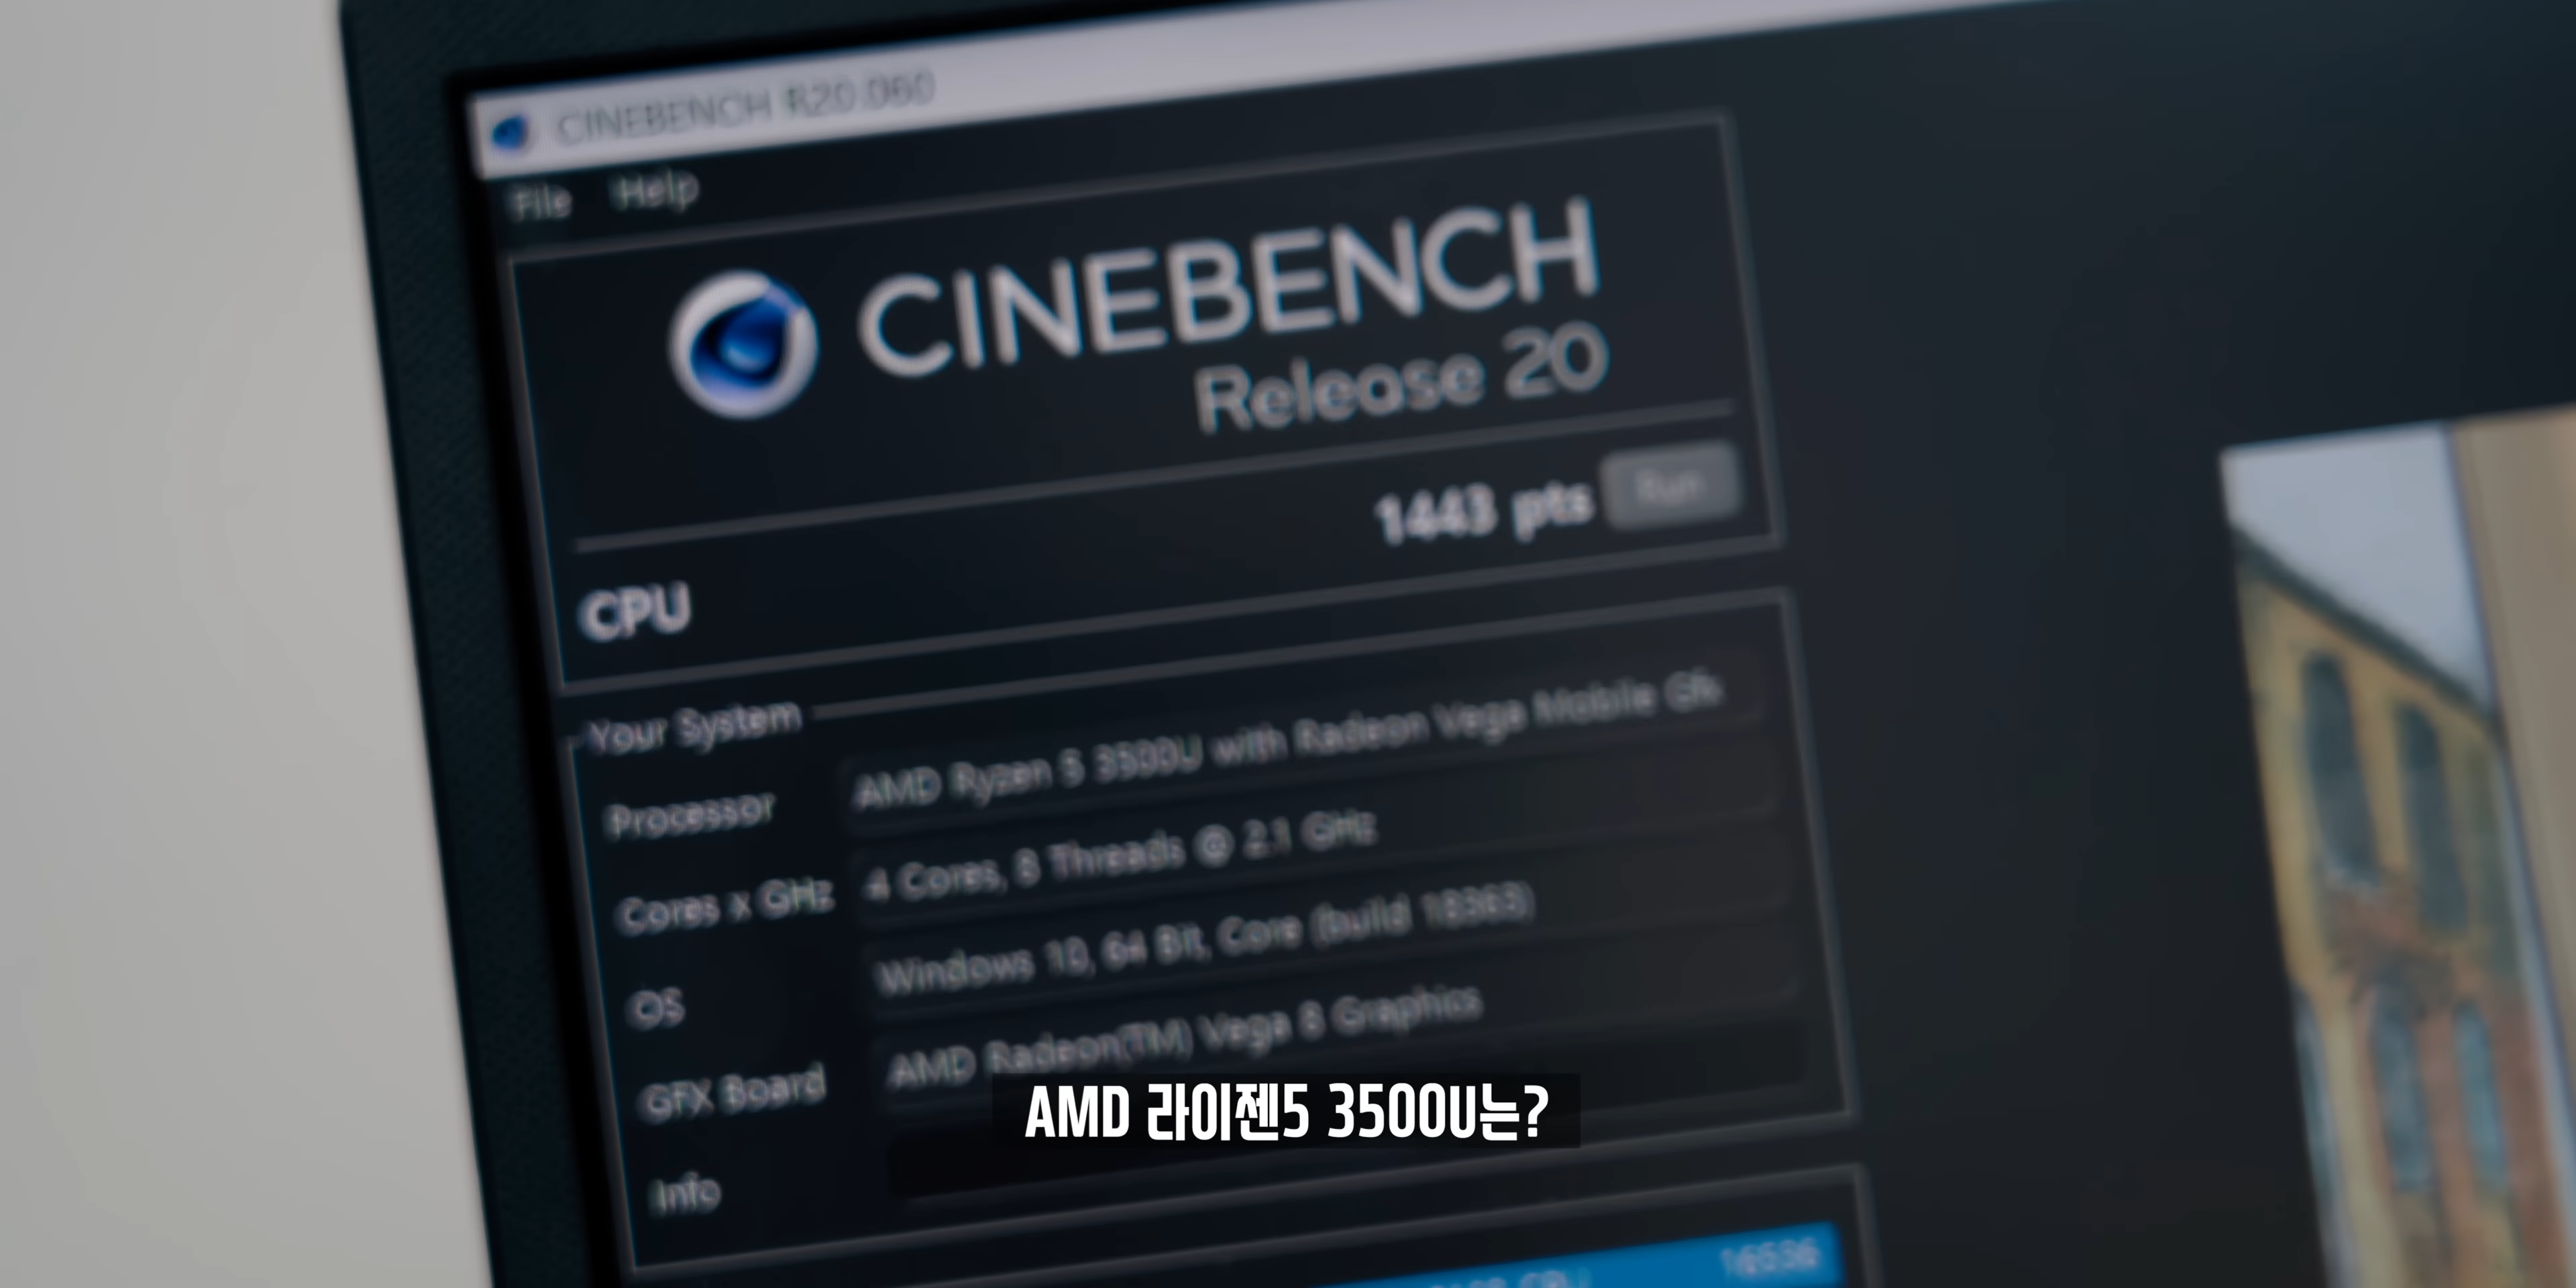 CINEBENCH R20.060
File Help
CINEBENCH
Release 20
1443 pts Run
CPU
Your System
Processor AMD Ryzen 5 3500U with Radeon Vega Mobile Gfx
Cores x GHz 4 Cores, 8 Threads @ 2.1 GHz
OS Windows 10, 64 Bit, Core (build 18363)
GFX Board AMD Radeon(TM) Vega 8 Graphics
AMD 라이젠5 3500U는?
Info
CPU 16536